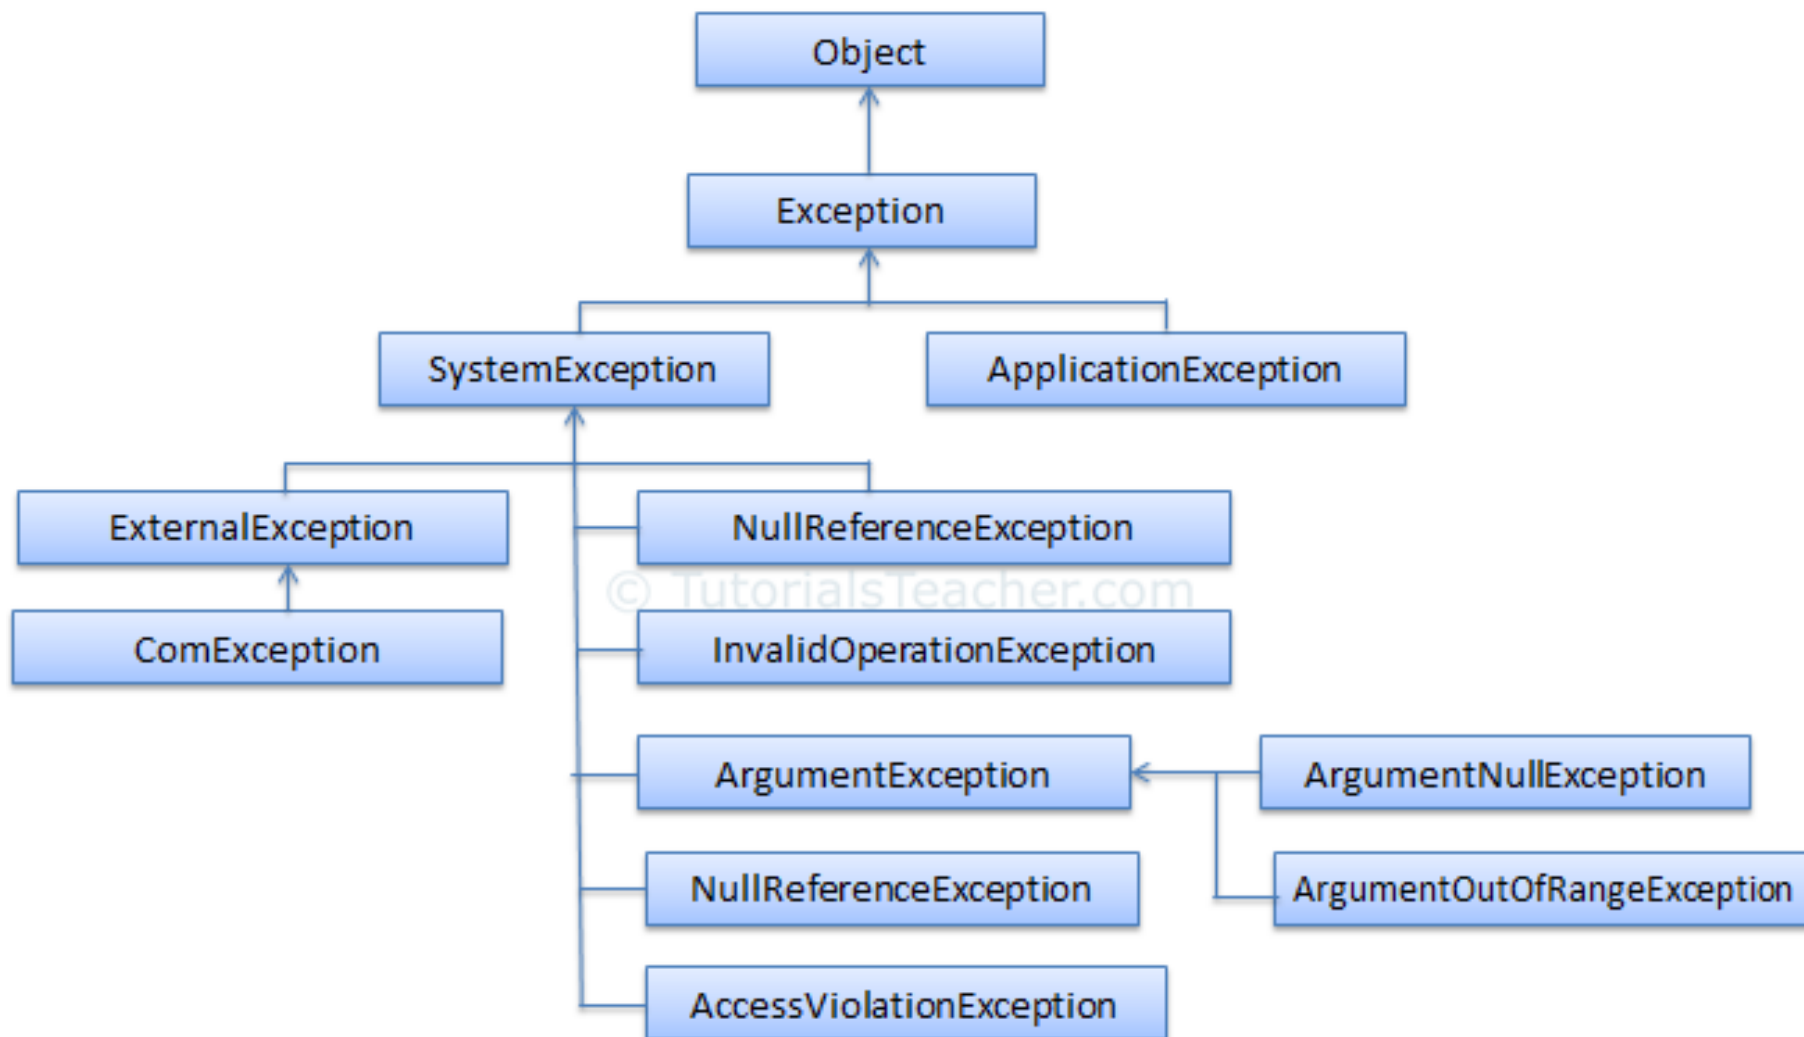 Object
Exception
SystemException
ApplicationException
ExternalException
NullReferenceException
© TutorialsTeacher.com
ComException
InvalidOperationException
ArgumentException
ArgumentNullException
NullReferenceException
ArgumentOutOfRangeException
AccessViolationException